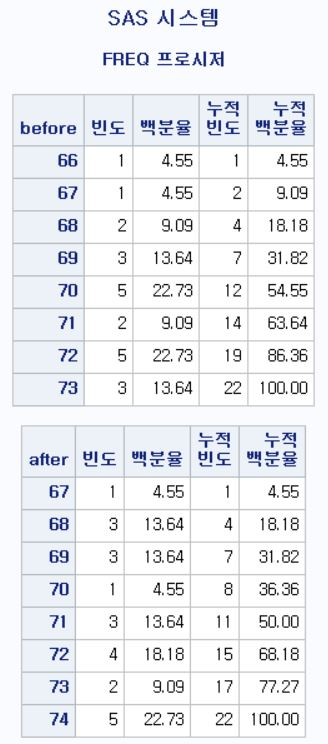 SAS 시스템
FREQ 프로시저
before 빈도 백분율 누적 빈도 누적 백분율
66 1 4.55 1 4.55
67 1 4.55 2 9.09
68 2 9.09 4 18.18
69 3 13.64 7 31.82
70 5 22.73 12 54.55
71 2 9.09 14 63.64
72 5 22.73 19 86.36
73 3 13.64 22 100.00
after 빈도 백분율 누적 빈도 누적 백분율
67 1 4.55 1 4.55
68 3 13.64 4 18.18
69 3 13.64 7 31.82
70 1 4.55 8 36.36
71 3 13.64 11 50.00
72 4 18.18 15 68.18
73 2 9.09 17 77.27
74 5 22.73 22 100.00